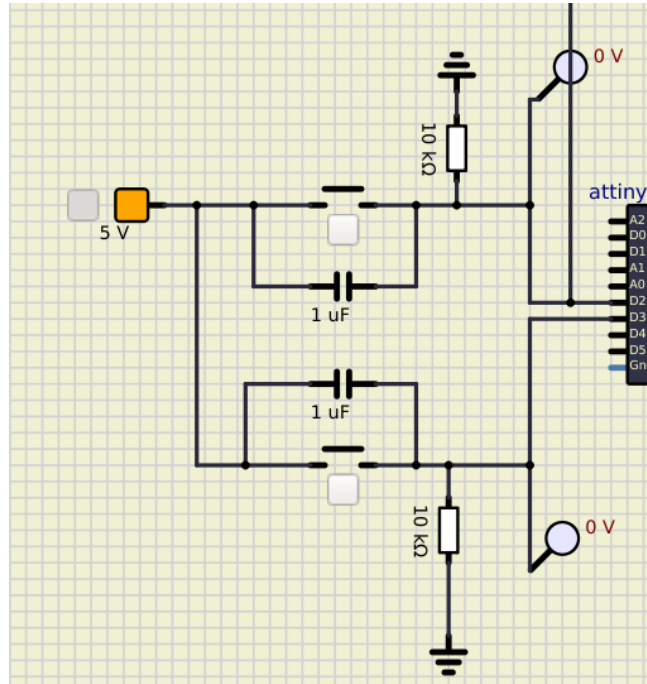 0 V
10 kΩ
attiny
5 V
A2
D0
D1
A1
A0
D2
D3
D4
D5
Gn
1 uF
1 uF
10 kΩ
0 V